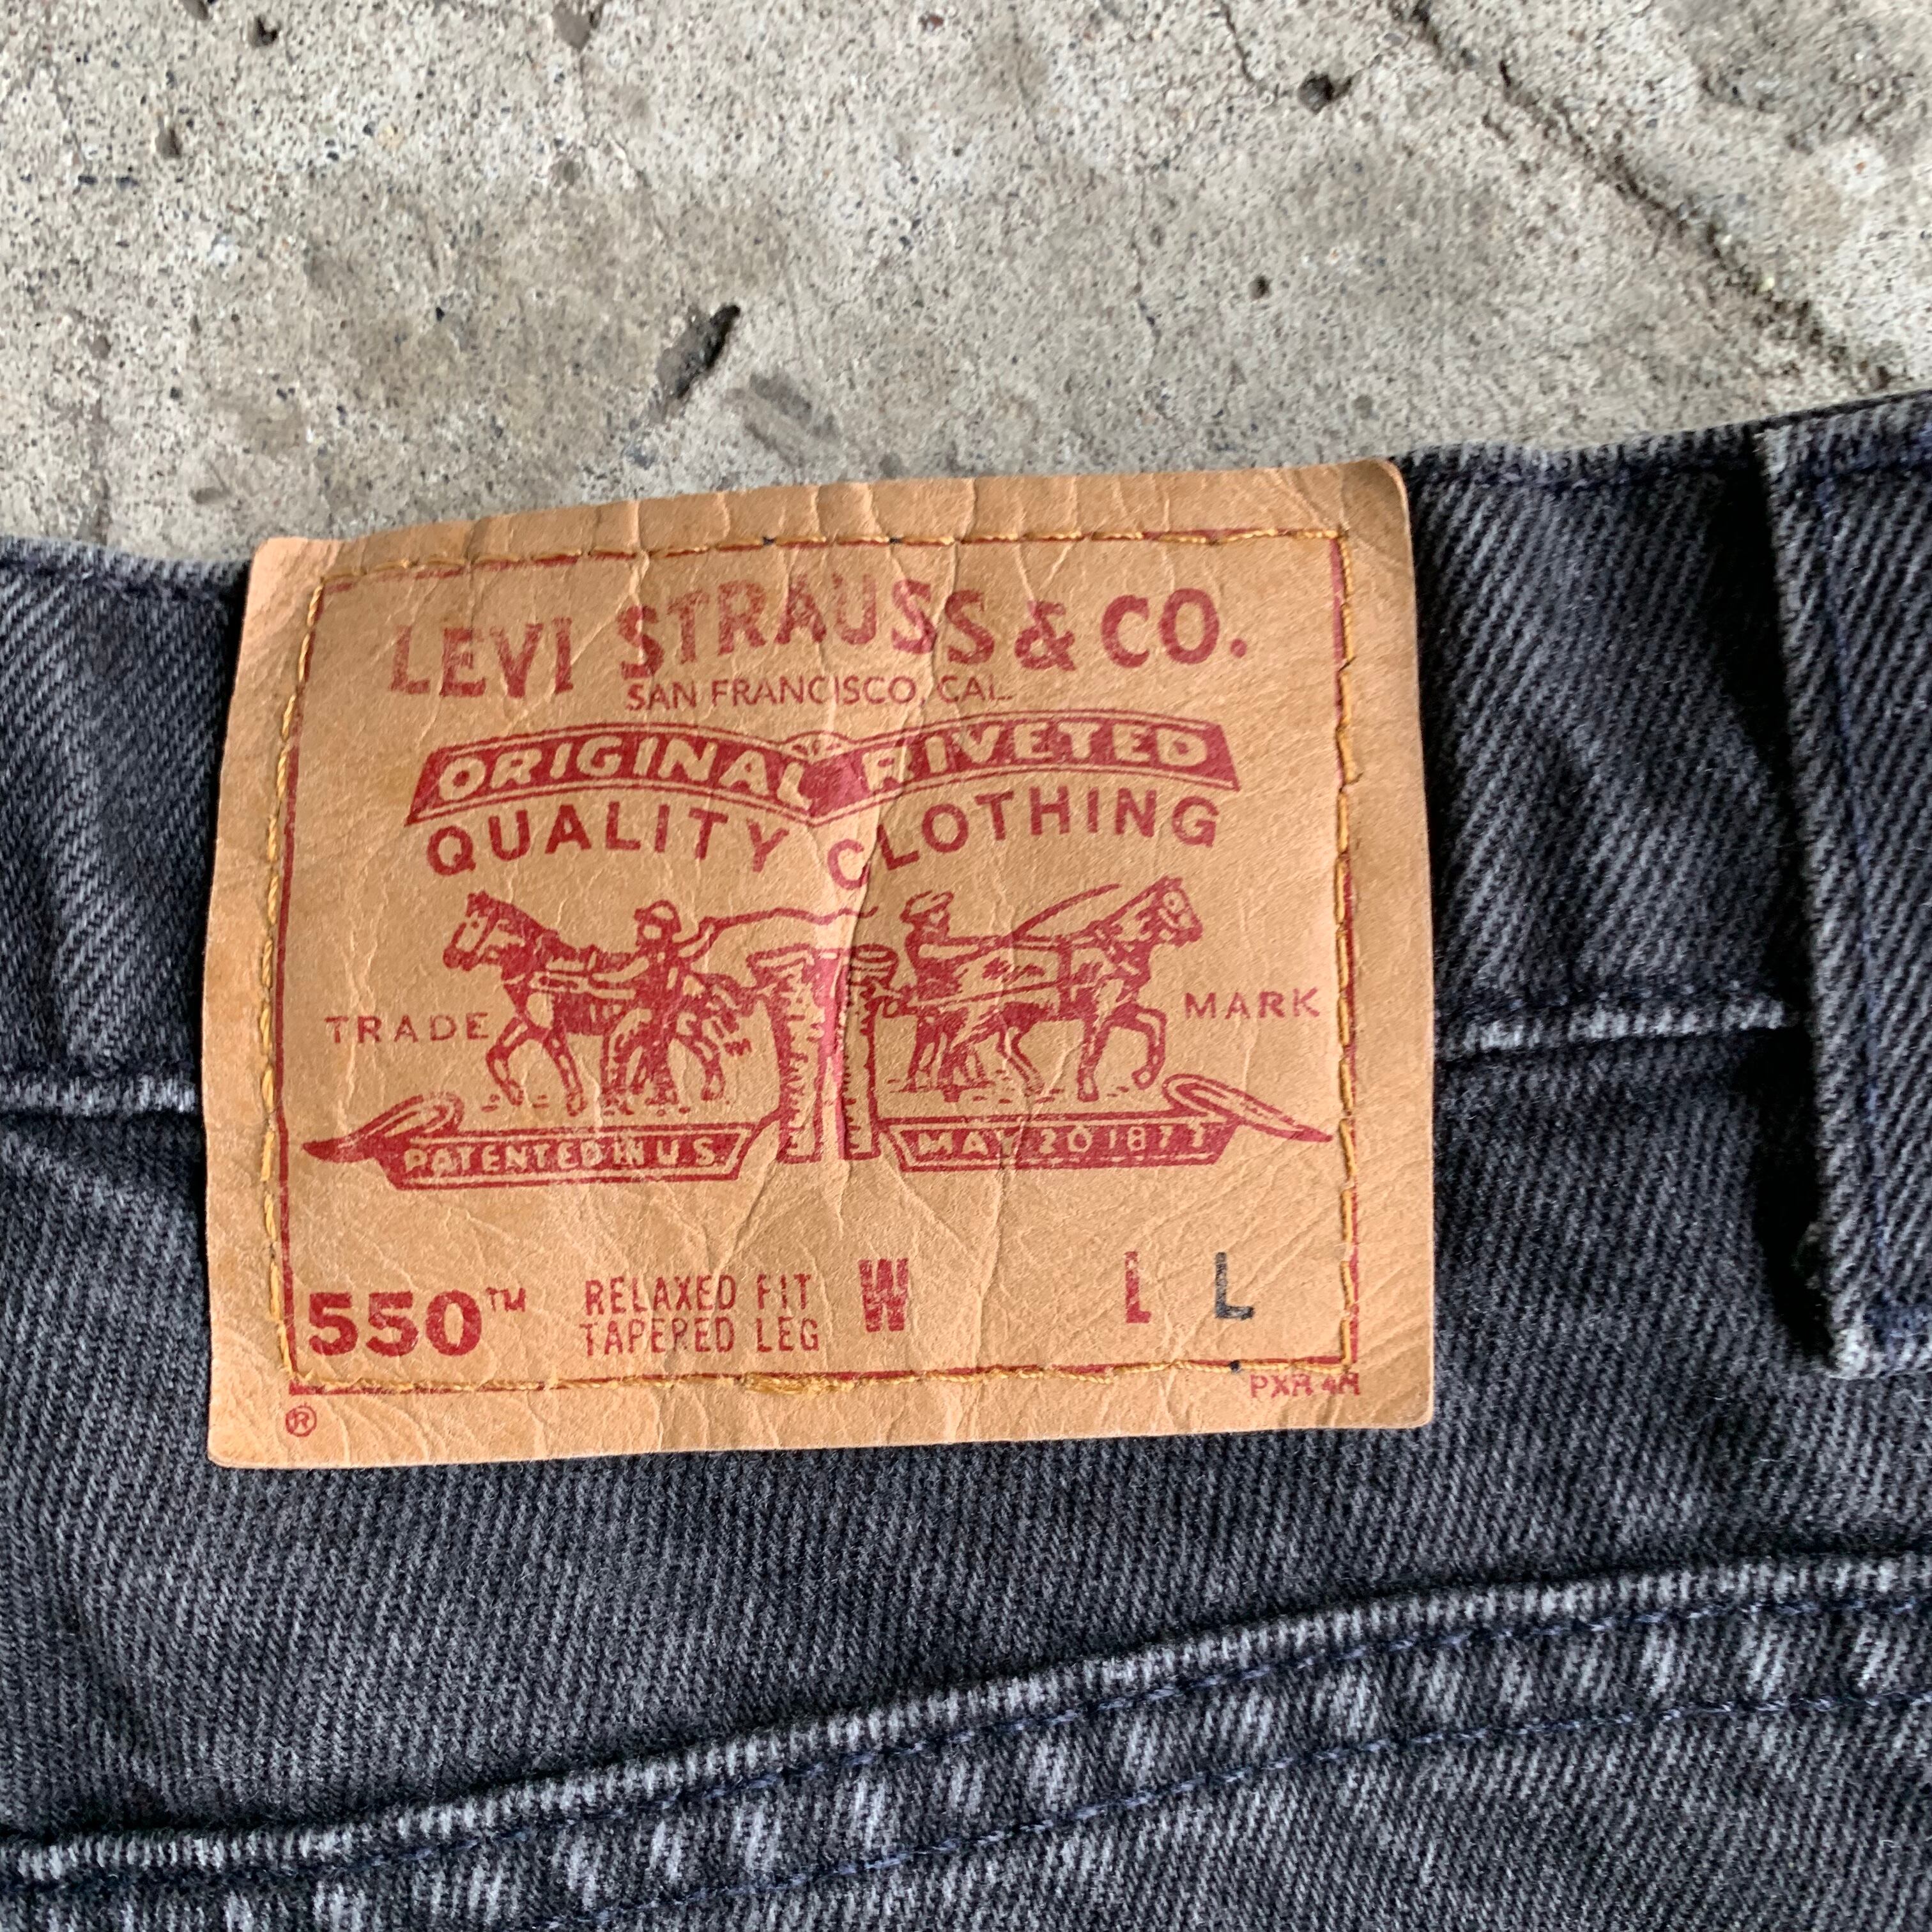 LEVI STRAUSS & CO.
SAN FRANCISCO, CAL.
ORIGINAL RIVETED
QUALITY CLOTHING
TRADE MARK
PATENTED IN U.S. MAY 20 1873
550™ RELAXED FIT W L L
TAPERED LEG
®